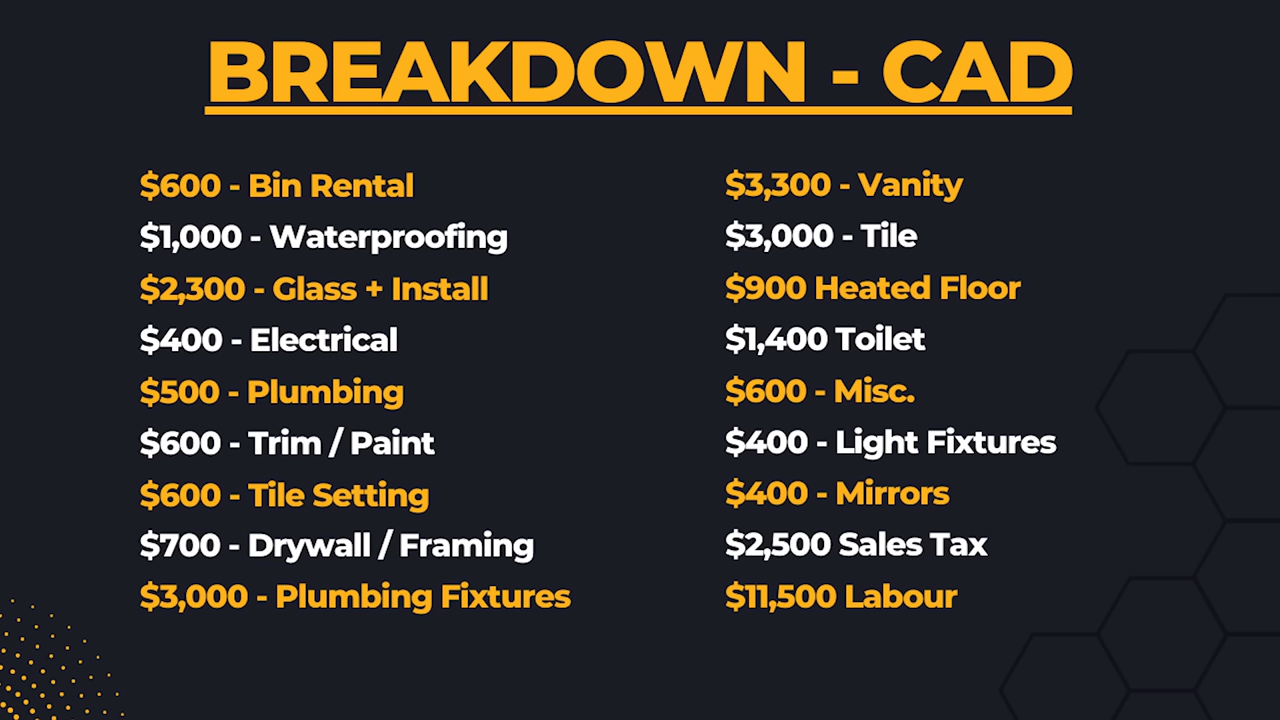 BREAKDOWN - CAD
$600 - Bin Rental
$1,000 - Waterproofing
$2,300 - Glass + Install
$400 - Electrical
$500 - Plumbing
$600 - Trim / Paint
$600 - Tile Setting
$700 - Drywall / Framing
$3,000 - Plumbing Fixtures
$3,300 - Vanity
$3,000 - Tile
$900 Heated Floor
$1,400 Toilet
$600 - Misc.
$400 - Light Fixtures
$400 - Mirrors
$2,500 Sales Tax
$11,500 Labour